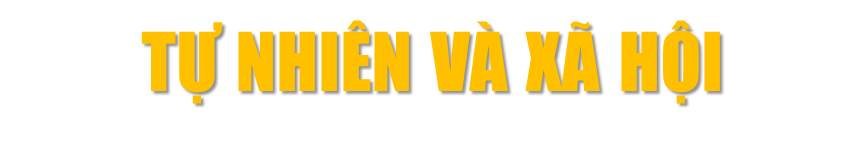 TỰ NHIÊN VÀ XÃ HỘI